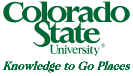 Colorado
State
University®
Knowledge to Go Places